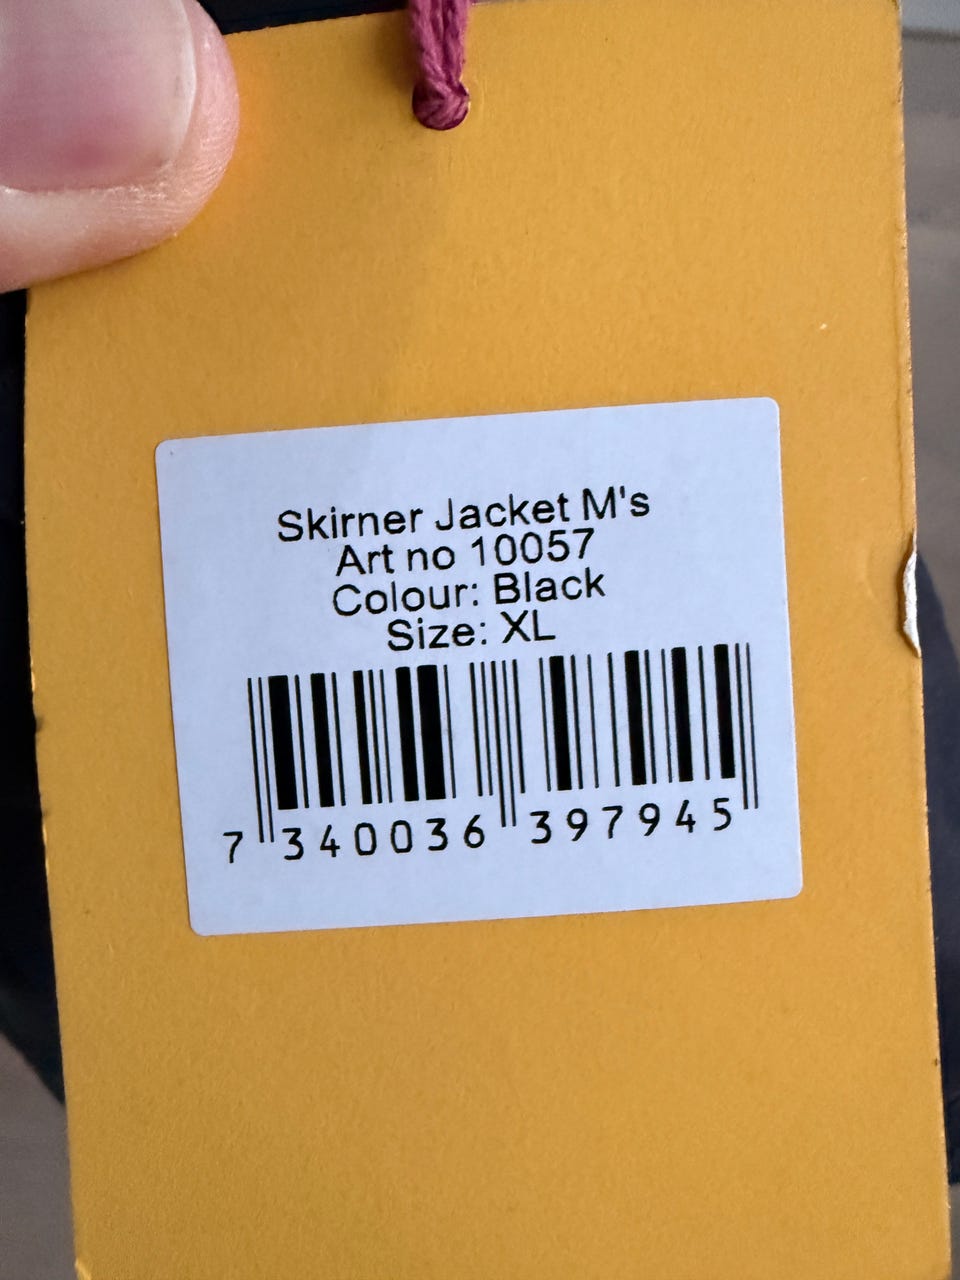 Skirner Jacket M's
Art no 10057
Colour: Black
Size: XL
7 340036 397945